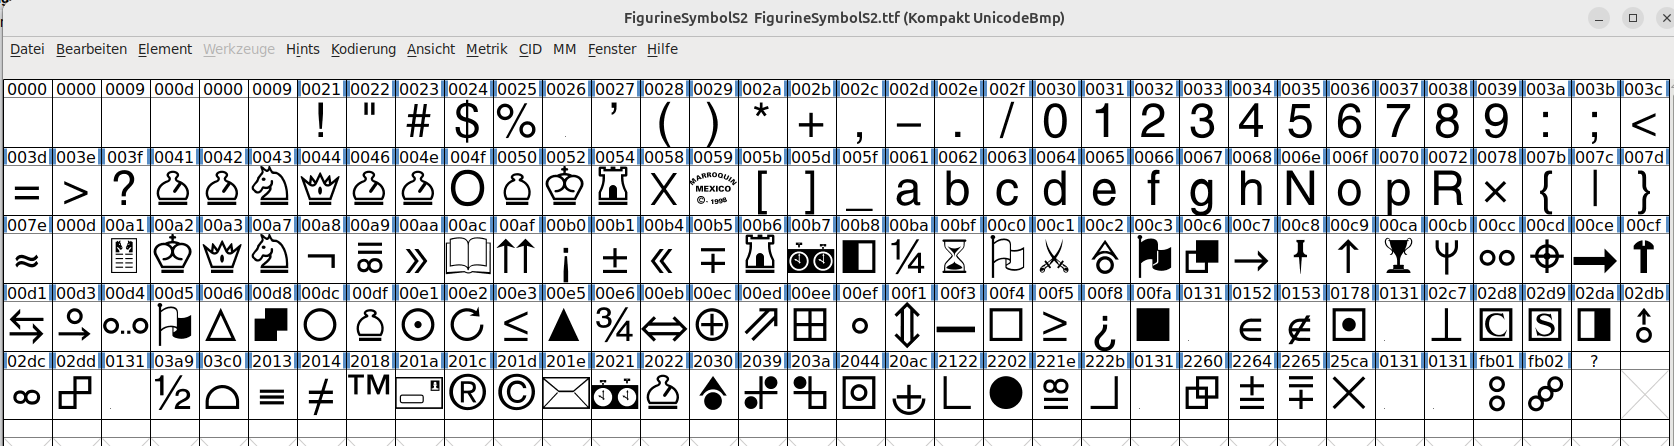 FigurineSymbolS2 FigurineSymbolS2.ttf (Kompakt UnicodeBmp)
Datei Bearbeiten Element Werkzeuge Hints Kodierung Ansicht Metrik CID MM Fenster Hilfe
0000 0000 0009 000d 0000 0009 0021 0022 0023 0024 0025 0026 0027 0028 0029 002a 002b 002c 002d 002e 002f 0030 0031 0032 0033 0034 0035 0036 0037 0038 0039 003a 003b 003c
! " # $ % ’ ( ) * + , – . / 0 1 2 3 4 5 6 7 8 9 : ; <
003d 003e 003f 0041 0042 0043 0044 0046 004e 004f 0050 0052 0054 0058 0059 005b 005d 005f 0061 0062 0063 0064 0065 0066 0067 0068 006e 006f 0070 0072 0078 007b 007c 007d
= > ? O X MARROQUIN MEXICO ©-1998 [ ] _ a b c d e f g h N o p R × { | }
007e 000d 00a1 00a2 00a3 00a7 00a8 00a9 00aa 00ac 00af 00b0 00b1 00b4 00b5 00b6 00b7 00b8 00ba 00bf 00c0 00c1 00c2 00c3 00c6 00c7 00c8 00c9 00ca 00cb 00cc 00cd 00ce 00cf
≈ ¬ » ↑↑ ¡ ± « ∓ ¼ → ↑
00d1 00d3 00d4 00d5 00d6 00d8 00dc 00df 00e1 00e2 00e3 00e5 00e6 00eb 00ec 00ed 00ee 00ef 00f1 00f3 00f4 00f5 00f8 00fa 0131 0152 0153 0178 0131 02c7 02d8 02d9 02da 02db
⇆ o..o △ ○ ⊙ ≤ ▲ ¾ ⇔ ⊕ ⇗ ⊞ ⇕ — □ ≥ ¿ ■ ∈ ∉ ⊥ C S
02dc 02dd 0131 03a9 03c0 2013 2014 2018 201a 201c 201d 201e 2021 2022 2030 2039 203a 2044 20ac 2122 2202 221e 222b 0131 2260 2264 2265 25ca 0131 0131 fb01 fb02 ?
∞ ½ ≡ ≠ ™ ® © ● ± ∓ ×